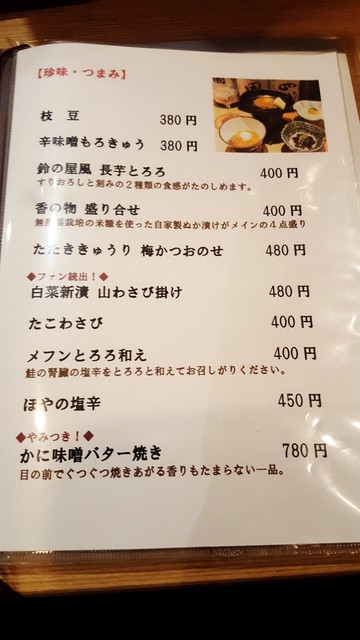 【珍味・つまみ】
枝 豆 380円
辛味噌もろきゅう 380円
鈴の屋風 長芋とろろ 400円
すりおろしと刻みの２種類の食感がたのしめます。
香の物 盛り合せ 400円
無農薬栽培の米糠を使った自家製ぬか漬けがメインの４点盛り
たたききゅうり 梅かつおのせ 480円
◆ファン続出！◆
白菜新漬 山わさび掛け 480円
たこわさび 400円
メフンとろろ和え 400円
鮭の腎臓の塩辛をとろろと和えてお召しがりください。
ほやの塩辛 450円
◆やみつき！◆
かに味噌バター焼き 780円
目の前でぐつぐつ焼きあがる香りもたまらない一品。